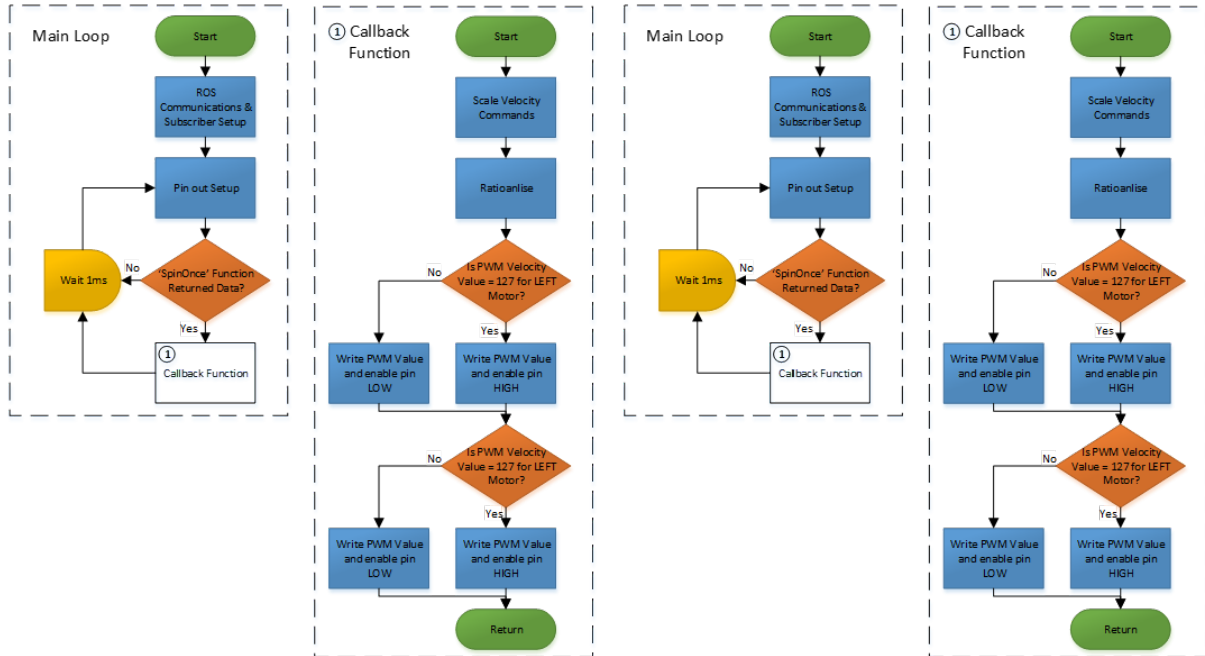 Main Loop
Start
ROS
Communications &
Subscriber Setup
Pin out Setup
'SpinOnce' Function
Returned Data?
No
Wait 1ms
Yes
1
Callback Function
1 Callback
Function
Start
Scale Velocity
Commands
Ratioanlise
Is PWM Velocity
Value = 127 for LEFT
Motor?
No
Yes
Write PWM Value
and enable pin
LOW
Write PWM Value
and enable pin
HIGH
Is PWM Velocity
Value = 127 for LEFT
Motor?
No
Yes
Write PWM Value
and enable pin
LOW
Write PWM Value
and enable pin
HIGH
Return
Main Loop
Start
ROS
Communications &
Subscriber Setup
Pin out Setup
'SpinOnce' Function
Returned Data?
No
Wait 1ms
Yes
1
Callback Function
1 Callback
Function
Start
Scale Velocity
Commands
Ratioanlise
Is PWM Velocity
Value = 127 for LEFT
Motor?
No
Yes
Write PWM Value
and enable pin
LOW
Write PWM Value
and enable pin
HIGH
Is PWM Velocity
Value = 127 for LEFT
Motor?
No
Yes
Write PWM Value
and enable pin
LOW
Write PWM Value
and enable pin
HIGH
Return